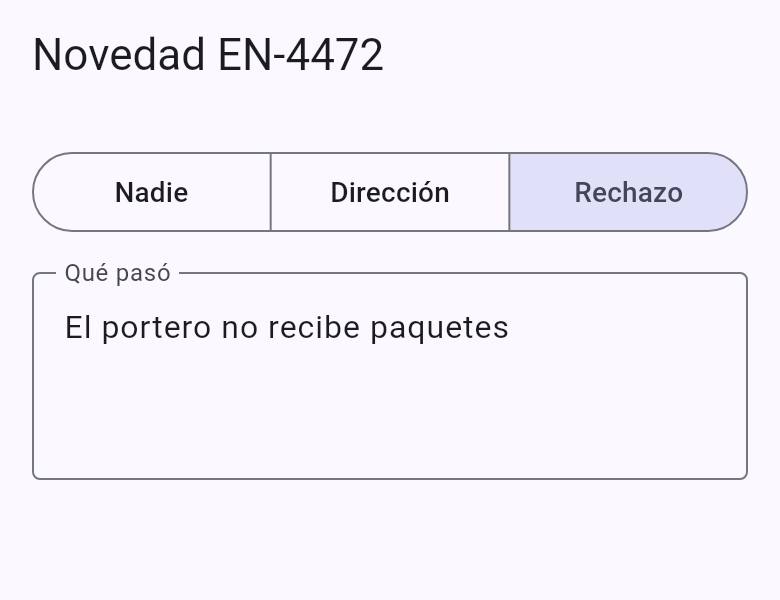 Novedad EN-4472
Nadie
Dirección
Rechazo
Qué pasó
El portero no recibe paquetes